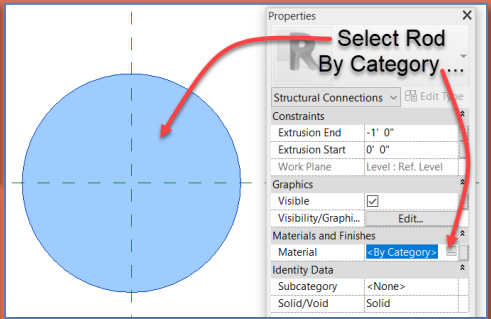 Properties X
Select Rod
By Category ...
R
Structural Connections Edit Type
Constraints
Extrusion End -1' 0"
Extrusion Start 0' 0"
Work Plane Level : Ref. Level
Graphics
Visible
Visibility/Graphi... Edit...
Materials and Finishes
Material <By Category>
Identity Data
Subcategory <None>
Solid/Void Solid